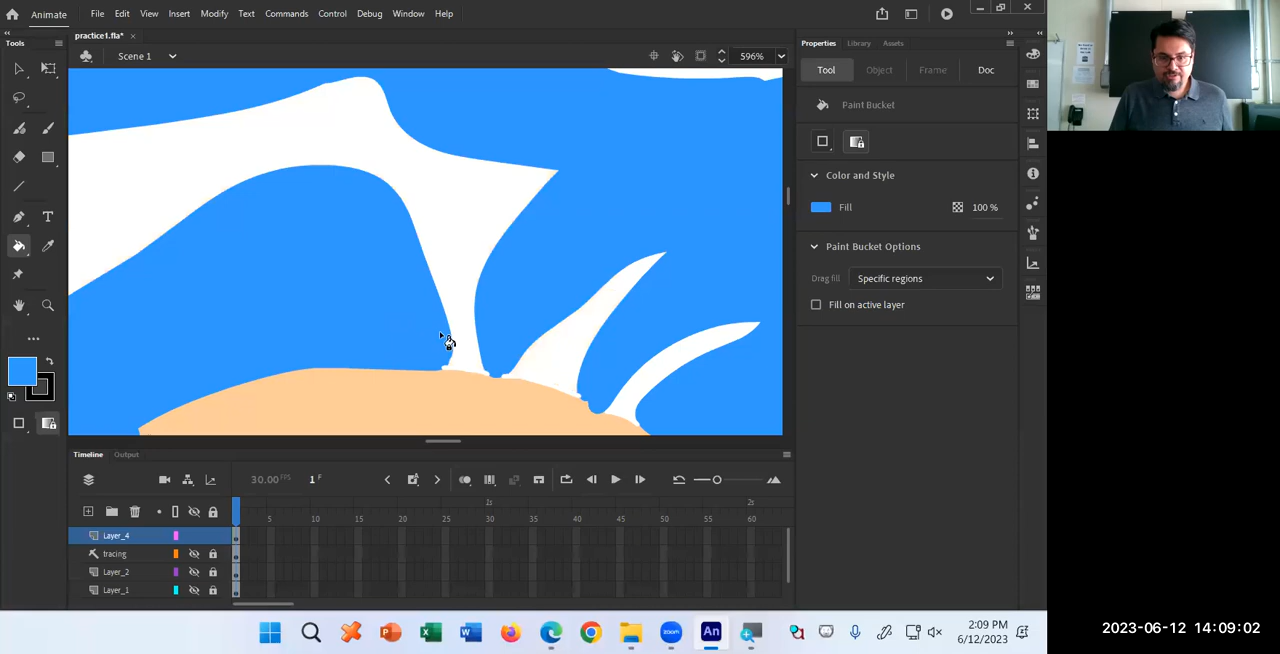 Animate File Edit View Insert Modify Text Commands Control Debug Window Help
practice1.fla* ×
Tools
Scene 1 596%
Properties Library Assets
Tool Object Frame Doc
Paint Bucket
Color and Style
Fill 100 %
Paint Bucket Options
Drag fill Specific regions
Fill on active layer
Timeline Output
30.00 FPS 1 F
1s 2s
5 10 15 20 25 30 35 40 45 50 55 60
Layer_4
tracing
Layer_2
Layer_1
2:09 PM
6/12/2023
2023-06-12 14:09:02